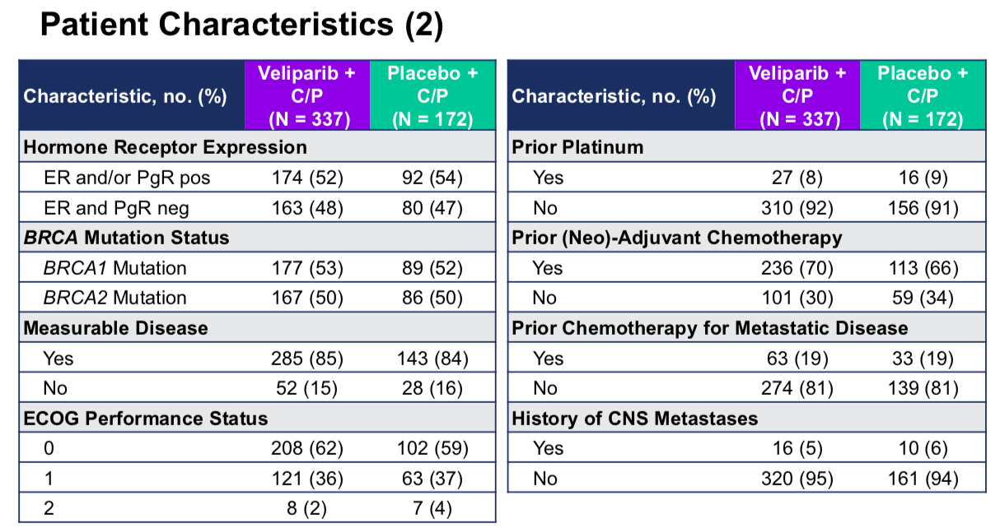 Patient Characteristics (2)
Characteristic, no. (%) Veliparib + C/P (N = 337) Placebo + C/P (N = 172)
Hormone Receptor Expression
ER and/or PgR pos 174 (52) 92 (54)
ER and PgR neg 163 (48) 80 (47)
BRCA Mutation Status
BRCA1 Mutation 177 (53) 89 (52)
BRCA2 Mutation 167 (50) 86 (50)
Measurable Disease
Yes 285 (85) 143 (84)
No 52 (15) 28 (16)
ECOG Performance Status
0 208 (62) 102 (59)
1 121 (36) 63 (37)
2 8 (2) 7 (4)
Characteristic, no. (%) Veliparib + C/P (N = 337) Placebo + C/P (N = 172)
Prior Platinum
Yes 27 (8) 16 (9)
No 310 (92) 156 (91)
Prior (Neo)-Adjuvant Chemotherapy
Yes 236 (70) 113 (66)
No 101 (30) 59 (34)
Prior Chemotherapy for Metastatic Disease
Yes 63 (19) 33 (19)
No 274 (81) 139 (81)
History of CNS Metastases
Yes 16 (5) 10 (6)
No 320 (95) 161 (94)